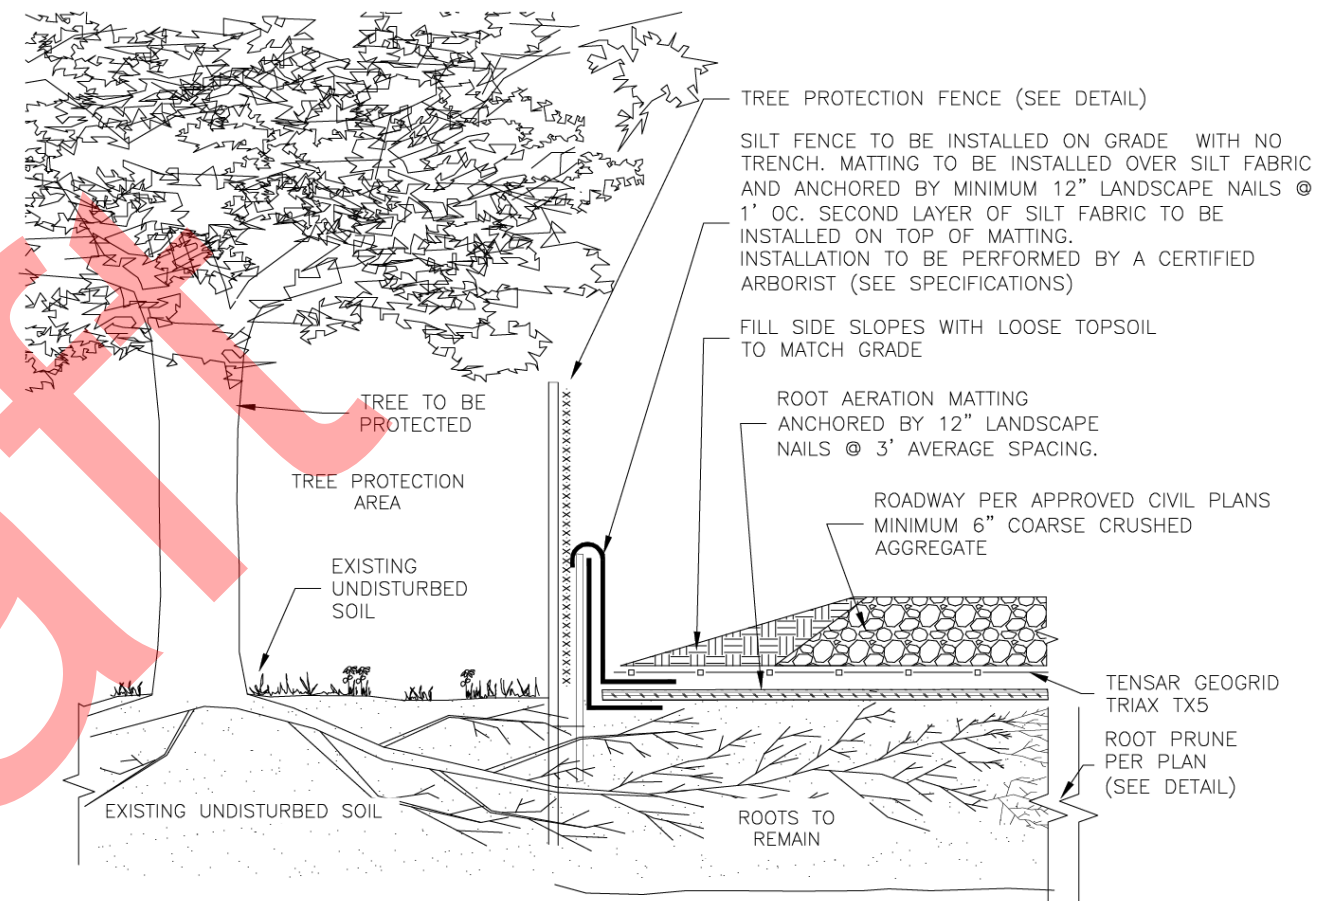 TREE PROTECTION FENCE (SEE DETAIL)
SILT FENCE TO BE INSTALLED ON GRADE WITH NO
TRENCH. MATTING TO BE INSTALLED OVER SILT FABRIC
AND ANCHORED BY MINIMUM 12" LANDSCAPE NAILS @
1' OC. SECOND LAYER OF SILT FABRIC TO BE
INSTALLED ON TOP OF MATTING.
INSTALLATION TO BE PERFORMED BY A CERTIFIED
ARBORIST (SEE SPECIFICATIONS)
FILL SIDE SLOPES WITH LOOSE TOPSOIL
TO MATCH GRADE
ROOT AERATION MATTING
ANCHORED BY 12" LANDSCAPE
NAILS @ 3' AVERAGE SPACING.
ROADWAY PER APPROVED CIVIL PLANS
MINIMUM 6" COARSE CRUSHED
AGGREGATE
TREE TO BE
PROTECTED
TREE PROTECTION
AREA
EXISTING
UNDISTURBED
SOIL
TENSAR GEOGRID
TRIAX TX5
ROOT PRUNE
PER PLAN
(SEE DETAIL)
EXISTING UNDISTURBED SOIL
ROOTS TO
REMAIN
aft